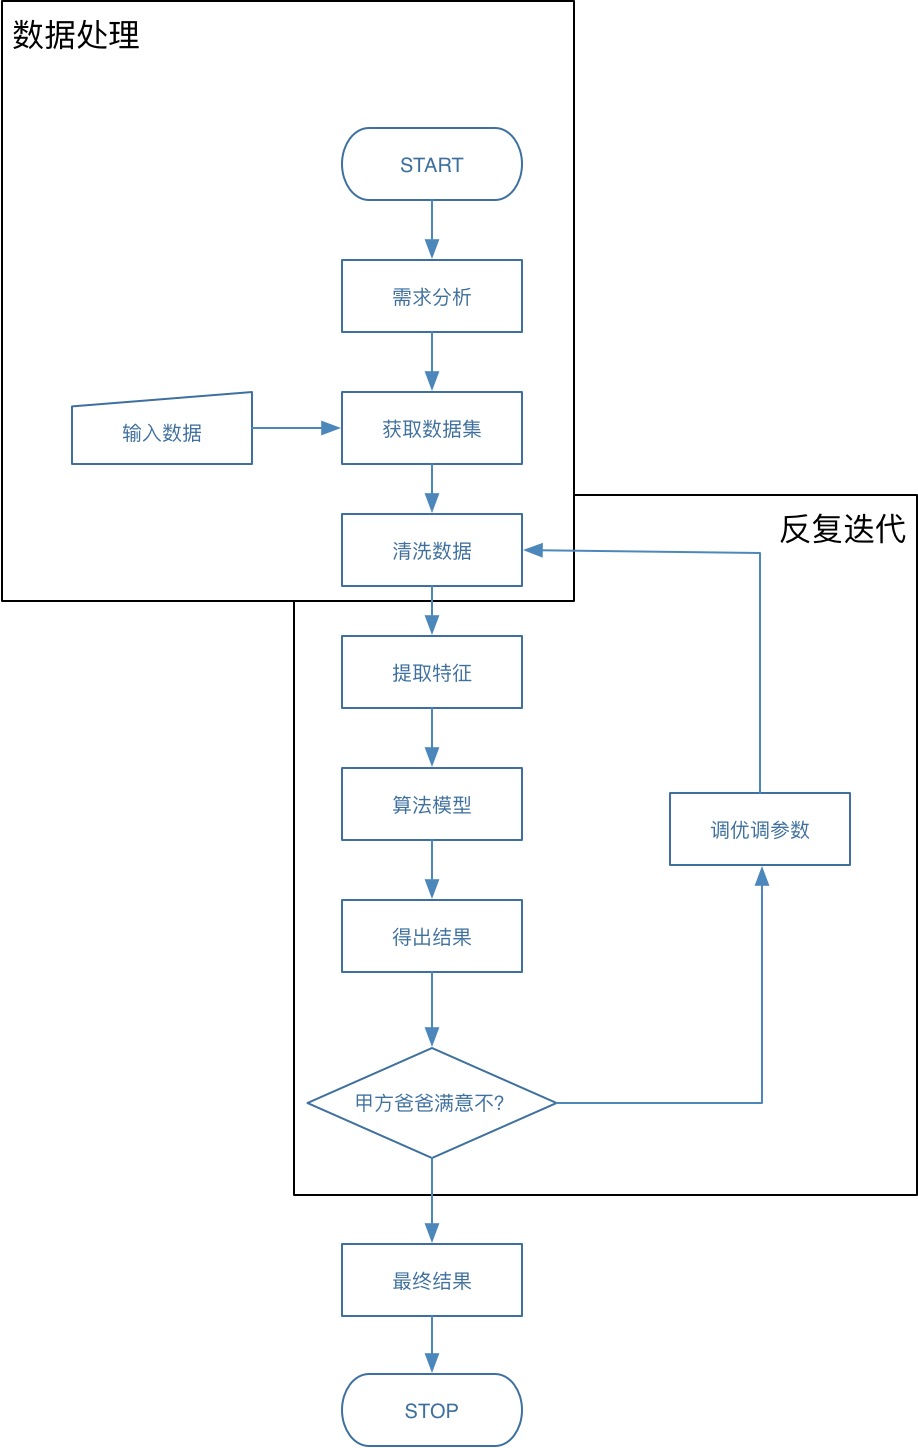 数据处理
START
需求分析
输入数据
获取数据集
反复迭代
清洗数据
提取特征
算法模型
调优调参数
得出结果
甲方爸爸满意不?
最终结果
STOP